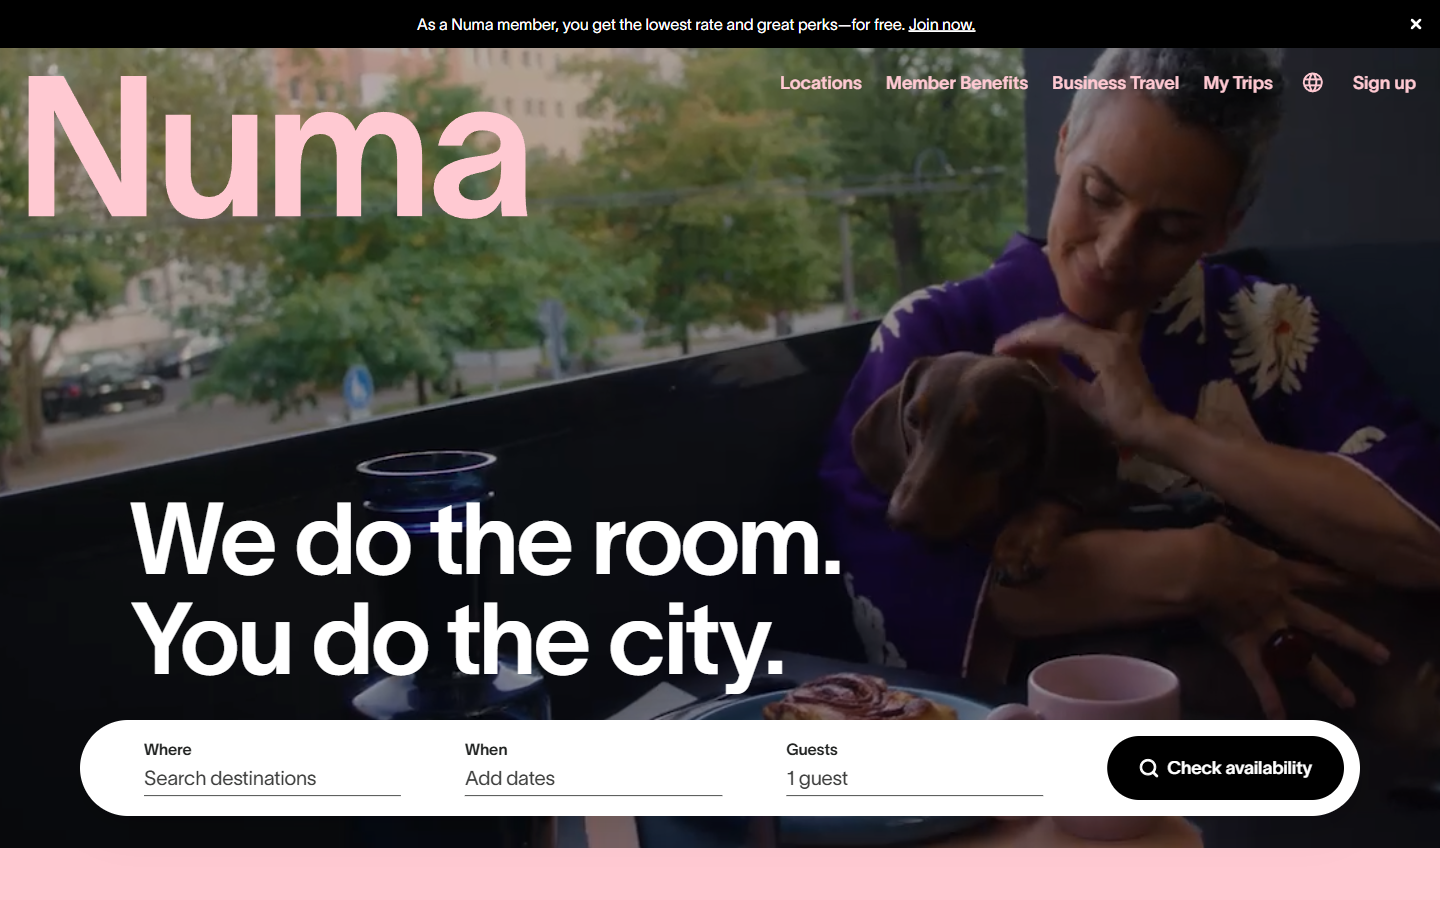 As a Numa member, you get the lowest rate and great perks—for free. Join now.
Numa
Locations
Member Benefits
Business Travel
My Trips
Sign up
We do the room.
You do the city.
Where
Search destinations
When
Add dates
Guests
1 guest
Check availability